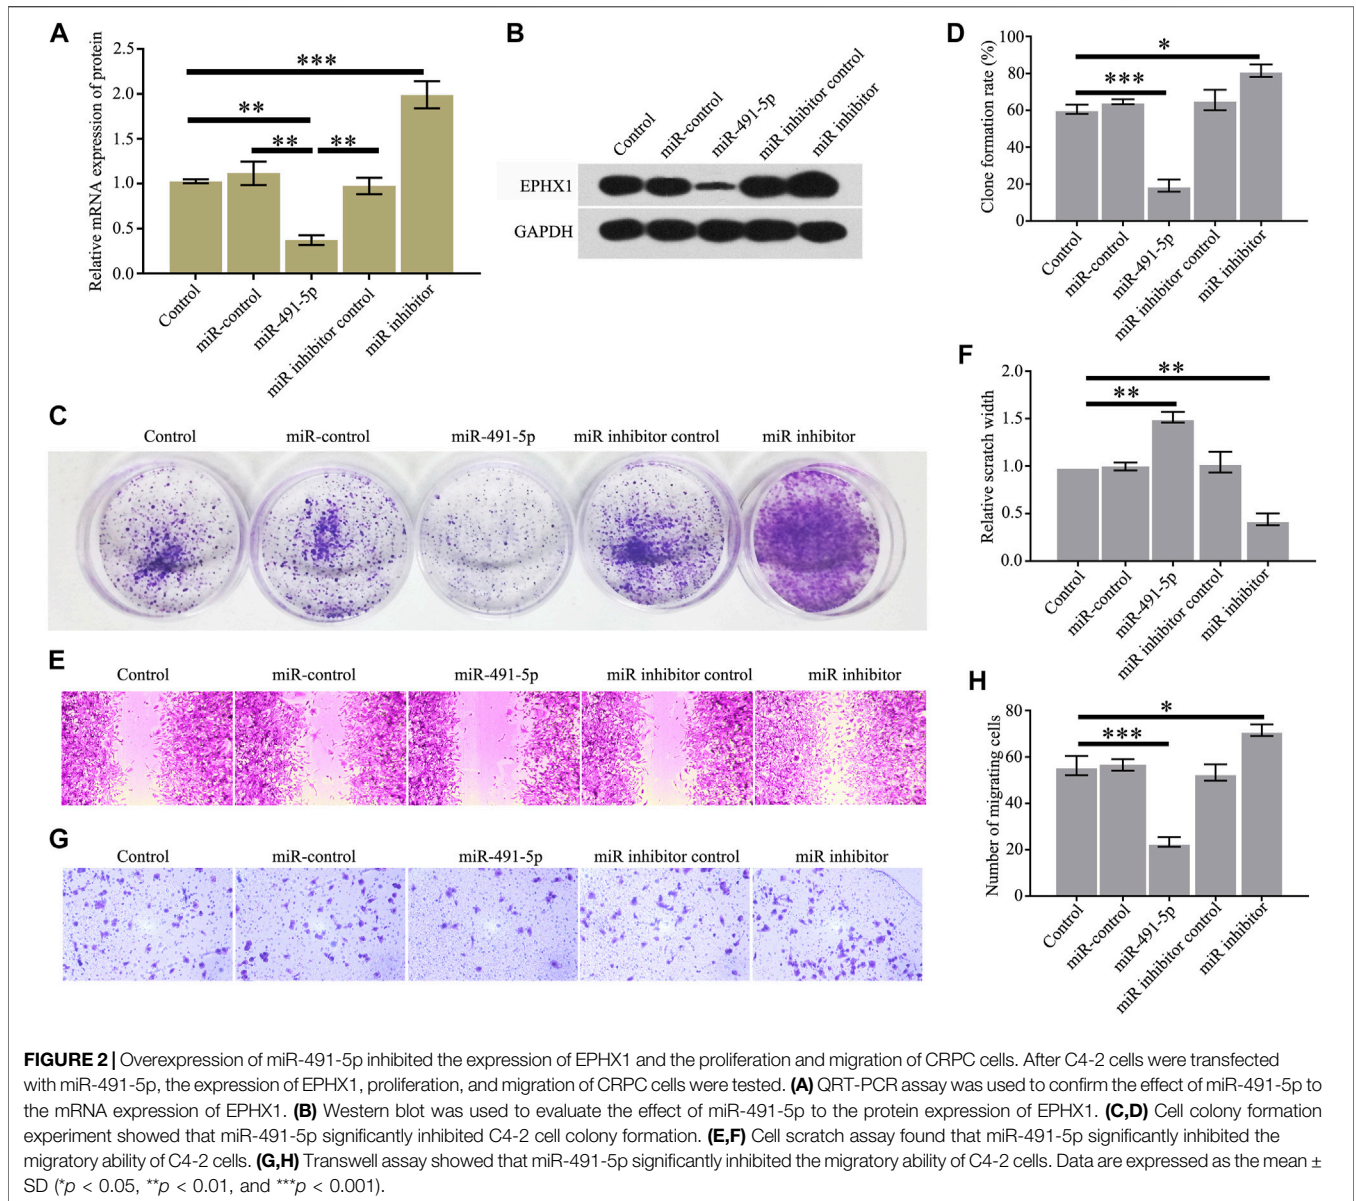 A
Relative mRNA expression of protein
2.5
2.0
1.5
1.0
0.5
0.0
***
**
**
**
Control
miR-control
miR-491-5p
miR inhibitor control
miR inhibitor
B
Control
miR-control
miR-491-5p
miR inhibitor control
miR inhibitor
EPHX1
GAPDH
C
Control
miR-control
miR-491-5p
miR inhibitor control
miR inhibitor
D
Clone formation rate (%)
100
80
60
40
20
0
*
***
Control
miR-control
miR-491-5p
miR inhibitor control
miR inhibitor
E
Control
miR-control
miR-491-5p
miR inhibitor control
miR inhibitor
F
Relative scratch width
2.0
1.5
1.0
0.5
0.0
**
**
Control
miR-control
miR-491-5p
miR inhibitor control
miR inhibitor
G
Control
miR-control
miR-491-5p
miR inhibitor control
miR inhibitor
H
Number of migrating cells
80
60
40
20
0
*
***
Control
miR-control
miR-491-5p
miR inhibitor control
miR inhibitor
FIGURE 2 | Overexpression of miR-491-5p inhibited the expression of EPHX1 and the proliferation and migration of CRPC cells. After C4-2 cells were transfected
with miR-491-5p, the expression of EPHX1, proliferation, and migration of CRPC cells were tested. (A) QRT-PCR assay was used to confirm the effect of miR-491-5p to
the mRNA expression of EPHX1. (B) Western blot was used to evaluate the effect of miR-491-5p to the protein expression of EPHX1. (C,D) Cell colony formation
experiment showed that miR-491-5p significantly inhibited C4-2 cell colony formation. (E,F) Cell scratch assay found that miR-491-5p significantly inhibited the
migratory ability of C4-2 cells. (G,H) Transwell assay showed that miR-491-5p significantly inhibited the migratory ability of C4-2 cells. Data are expressed as the mean ±
SD (*p < 0.05, **p < 0.01, and ***p < 0.001).